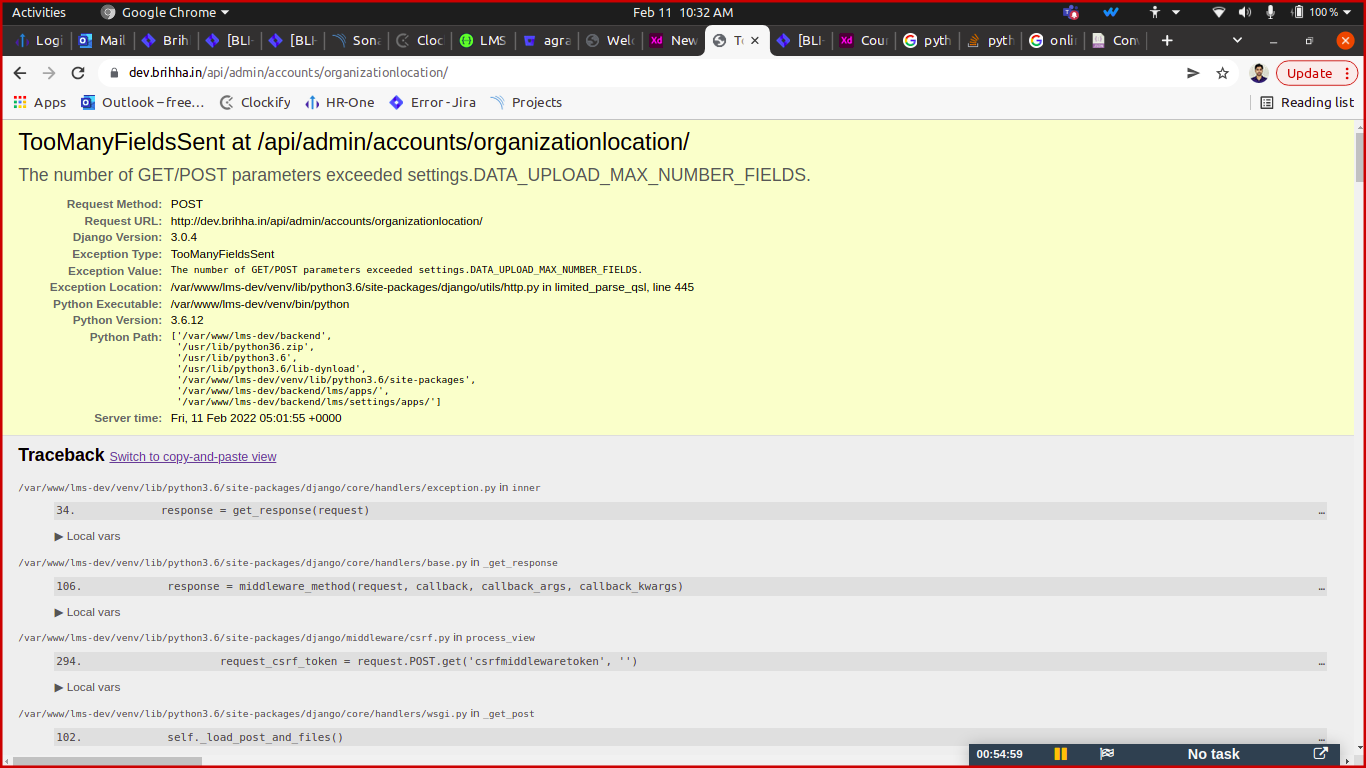 Activities Google Chrome Feb 11 10:32 AM 100 %
Logi Mail Brih [BLI [BLI Sona Cloc LMS agra Welc New To [BLI Cour pyth pyth onli Con
dev.brihha.in/api/admin/accounts/organizationlocation/ Update
Apps Outlook – free... Clockify HR-One Error - Jira Projects Reading list
TooManyFieldsSent at /api/admin/accounts/organizationlocation/
The number of GET/POST parameters exceeded settings.DATA_UPLOAD_MAX_NUMBER_FIELDS.
Request Method: POST
Request URL: http://dev.brihha.in/api/admin/accounts/organizationlocation/
Django Version: 3.0.4
Exception Type: TooManyFieldsSent
Exception Value: The number of GET/POST parameters exceeded settings.DATA_UPLOAD_MAX_NUMBER_FIELDS.
Exception Location: /var/www/lms-dev/venv/lib/python3.6/site-packages/django/utils/http.py in limited_parse_qsl, line 445
Python Executable: /var/www/lms-dev/venv/bin/python
Python Version: 3.6.12
Python Path: ['/var/www/lms-dev/backend',
'/usr/lib/python36.zip',
'/usr/lib/python3.6',
'/usr/lib/python3.6/lib-dynload',
'/var/www/lms-dev/venv/lib/python3.6/site-packages',
'/var/www/lms-dev/backend/lms/apps/',
'/var/www/lms-dev/backend/lms/settings/apps/']
Server time: Fri, 11 Feb 2022 05:01:55 +0000
Traceback Switch to copy-and-paste view
/var/www/lms-dev/venv/lib/python3.6/site-packages/django/core/handlers/exception.py in inner
34. response = get_response(request) …
▶ Local vars
/var/www/lms-dev/venv/lib/python3.6/site-packages/django/core/handlers/base.py in _get_response
106. response = middleware_method(request, callback, callback_args, callback_kwargs) …
▶ Local vars
/var/www/lms-dev/venv/lib/python3.6/site-packages/django/middleware/csrf.py in process_view
294. request_csrf_token = request.POST.get('csrfmiddlewaretoken', '') …
▶ Local vars
/var/www/lms-dev/venv/lib/python3.6/site-packages/django/core/handlers/wsgi.py in _get_post
102. self._load_post_and_files() …
00:54:59 No task